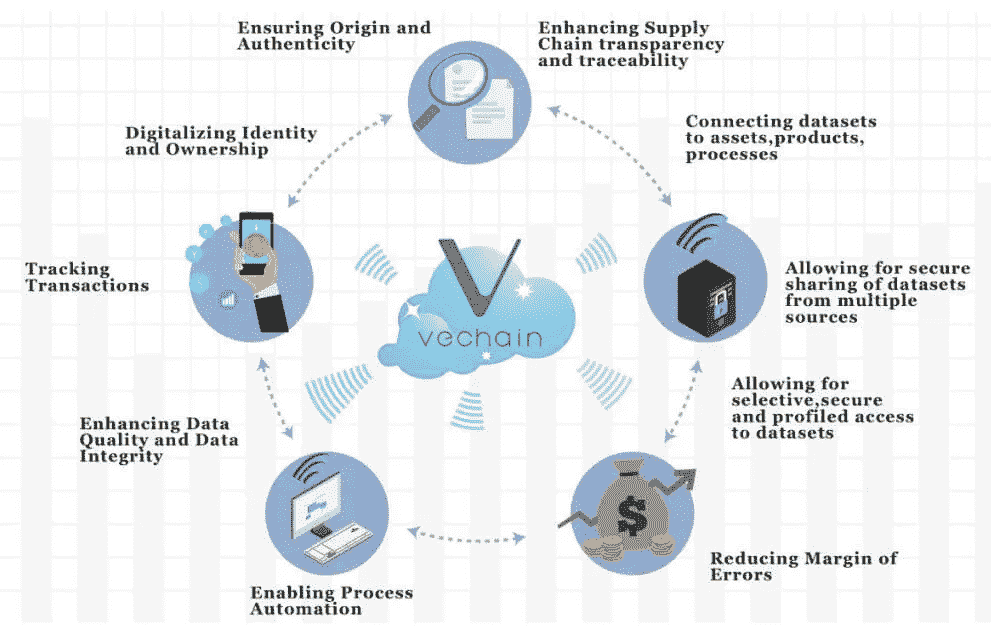 Ensuring Origin and
Authenticity
Enhancing Supply
Chain transparency
and traceability
Digitalizing Identity
and Ownership
Connecting datasets
to assets,products,
processes
Tracking
Transactions
vechain
Allowing for secure
sharing of datasets
from multiple
sources
Enhancing Data
Quality and Data
Integrity
Allowing for
selective,secure
and profiled access
to datasets
$
Enabling Process
Automation
Reducing Margin of
Errors